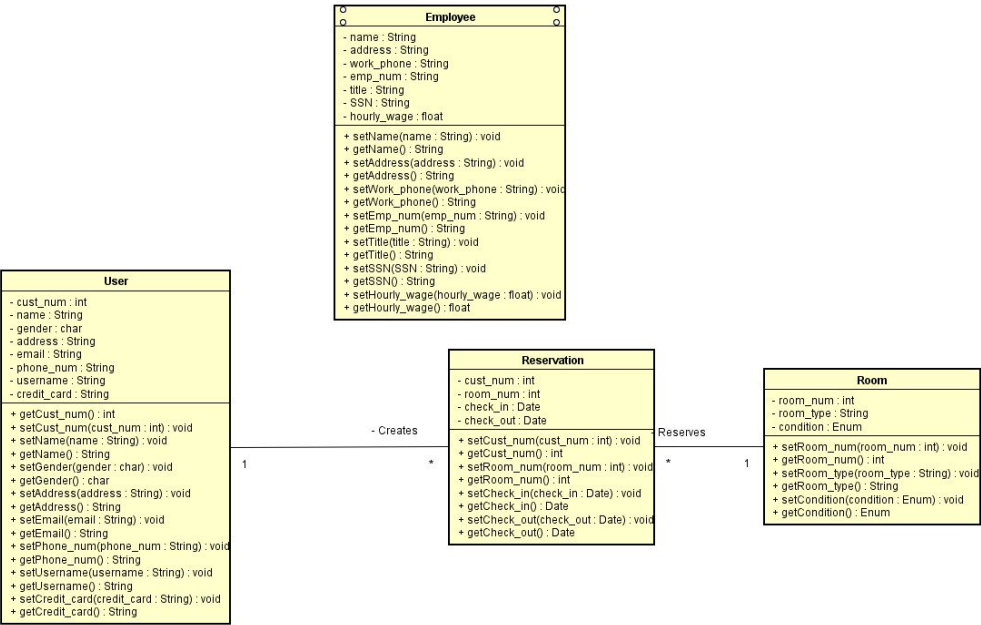 Employee
- name : String
- address : String
- work_phone : String
- emp_num : String
- title : String
- SSN : String
- hourly_wage : float
+ setName(name : String) : void
+ getName() : String
+ setAddress(address : String) : void
+ getAddress() : String
+ setWork_phone(work_phone : String) : void
+ getWork_phone() : String
+ setEmp_num(emp_num : String) : void
+ getEmp_num() : String
+ setTitle(title : String) : void
+ getTitle() : String
+ setSSN(SSN : String) : void
+ getSSN() : String
+ setHourly_wage(hourly_wage : float) : void
+ getHourly_wage() : float
User
- cust_num : int
- name : String
- gender : char
- address : String
- email : String
- phone_num : String
- username : String
- credit_card : String
+ getCust_num() : int
+ setCust_num(cust_num : int) : void
+ setName(name : String) : void
+ getName() : String
+ setGender(gender : char) : void
+ getGender() : char
+ setAddress(address : String) : void
+ getAddress() : String
+ setEmail(email : String) : void
+ getEmail() : String
+ setPhone_num(phone_num : String) : void
+ getPhone_num() : String
+ setUsername(username : String) : void
+ getUsername() : String
+ setCredit_card(credit_card : String) : void
+ getCredit_card() : String
- Creates
1
*
Reservation
- cust_num : int
- room_num : int
- check_in : Date
- check_out : Date
+ setCust_num(cust_num : int) : void
+ getCust_num() : int
+ setRoom_num(room_num : int) : void
+ getRoom_num() : int
+ setCheck_in(check_in : Date) : void
+ getCheck_in() : Date
+ setCheck_out(check_out : Date) : void
+ getCheck_out() : Date
- Reserves
*
1
Room
- room_num : int
- room_type : String
- condition : Enum
+ setRoom_num(room_num : int) : void
+ getRoom_num() : int
+ setRoom_type(room_type : String) : void
+ getRoom_type() : String
+ setCondition(condition : Enum) : void
+ getCondition() : Enum